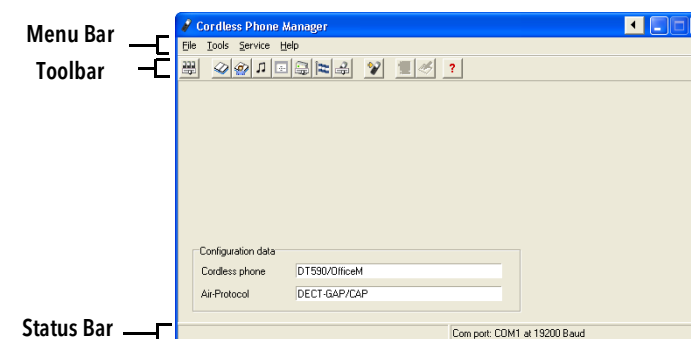 Cordless Phone Manager
Menu Bar
File Tools Service Help
Toolbar
?
Configuration data
Cordless phone DT590/OfficeM
Air-Protocol DECT-GAP/CAP
Status Bar
Com port: COM1 at 19200 Baud